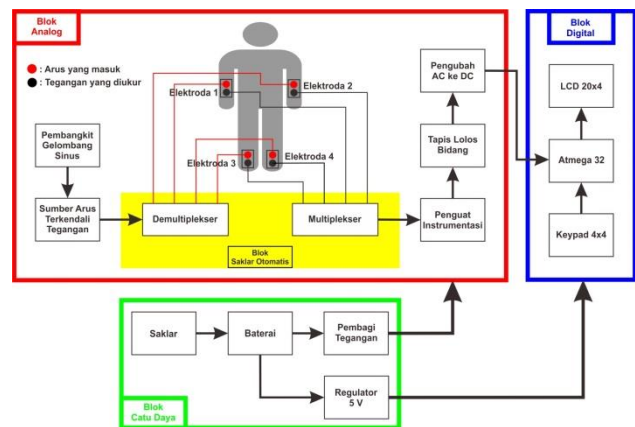 Blok
Analog
: Arus yang masuk
: Tegangan yang diukur
Elektroda 1
Elektroda 2
Elektroda 3
Elektroda 4
Pembangkit
Gelombang
Sinus
Sumber Arus
Terkendali
Tegangan
Demultiplekser
Multiplekser
Blok
Saklar Otomatis
Pengubah
AC ke DC
Tapis Lolos
Bidang
Penguat
Instrumentasi
Blok
Digital
LCD 20x4
Atmega 32
Keypad 4x4
Saklar
Baterai
Pembagi
Tegangan
Regulator
5 V
Blok
Catu Daya